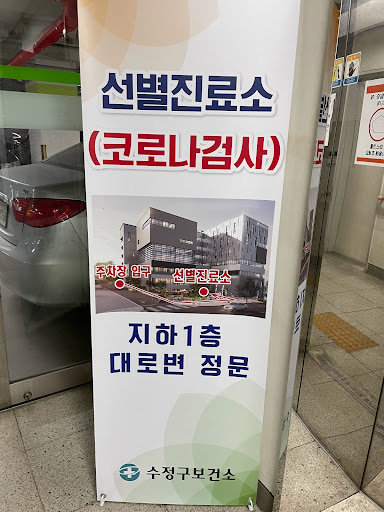 선별진료소
(코로나검사)
주차장 입구
선별진료소
지하1층
대로변 정문
수정구보건소